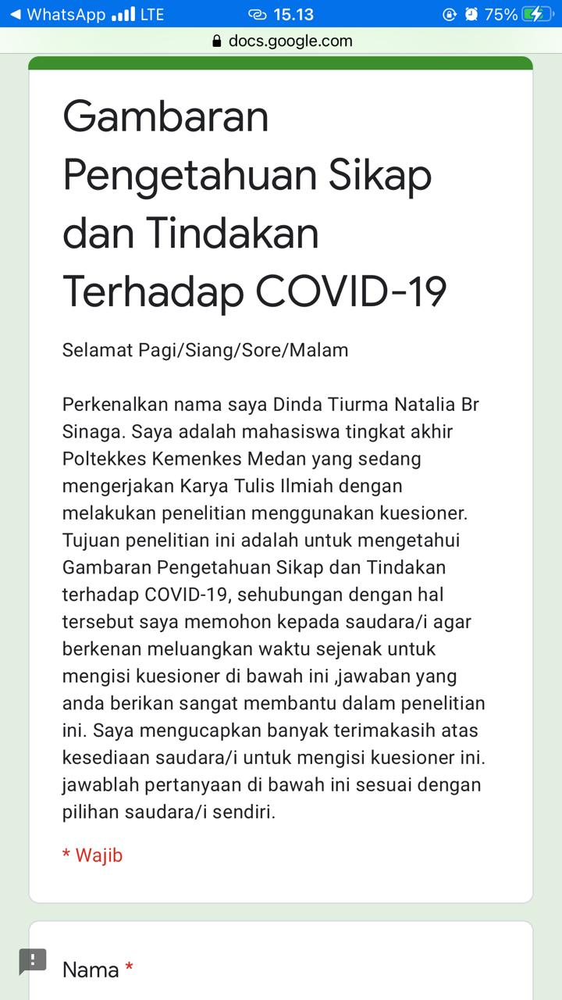 WhatsApp LTE 15.13 75%
docs.google.com
Gambaran
Pengetahuan Sikap
dan Tindakan
Terhadap COVID-19
Selamat Pagi/Siang/Sore/Malam
Perkenalkan nama saya Dinda Tiurma Natalia Br
Sinaga. Saya adalah mahasiswa tingkat akhir
Poltekkes Kemenkes Medan yang sedang
mengerjakan Karya Tulis Ilmiah dengan
melakukan penelitian menggunakan kuesioner.
Tujuan penelitian ini adalah untuk mengetahui
Gambaran Pengetahuan Sikap dan Tindakan
terhadap COVID-19, sehubungan dengan hal
tersebut saya memohon kepada saudara/i agar
berkenan meluangkan waktu sejenak untuk
mengisi kuesioner di bawah ini ,jawaban yang
anda berikan sangat membantu dalam penelitian
ini. Saya mengucapkan banyak terimakasih atas
kesediaan saudara/i untuk mengisi kuesioner ini.
jawablah pertanyaan di bawah ini sesuai dengan
pilihan saudara/i sendiri.
* Wajib
Nama *